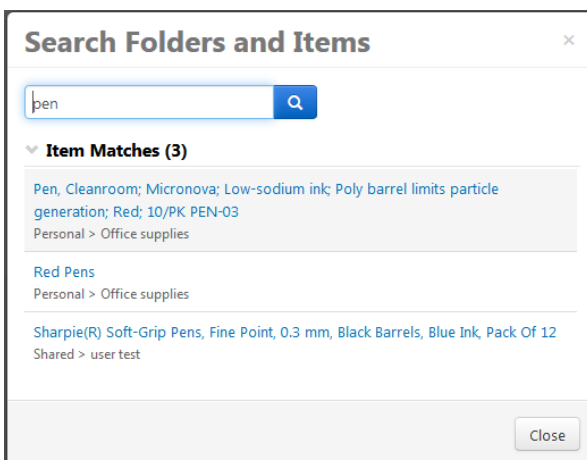 Search Folders and Items
×
pen
Item Matches (3)
Pen, Cleanroom; Micronova; Low-sodium ink; Poly barrel limits particle
generation; Red; 10/PK PEN-03
Personal > Office supplies
Red Pens
Personal > Office supplies
Sharpie(R) Soft-Grip Pens, Fine Point, 0.3 mm, Black Barrels, Blue Ink, Pack Of 12
Shared > user test
Close